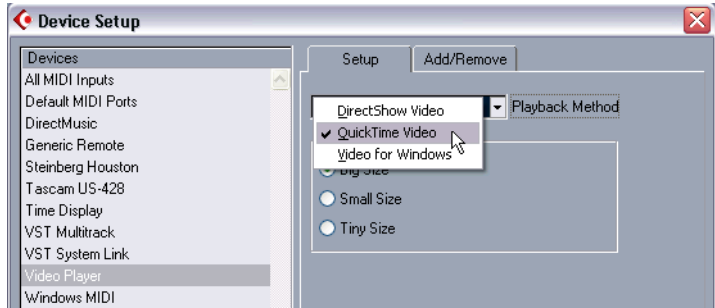 Device Setup
Devices
All MIDI Inputs
Default MIDI Ports
DirectMusic
Generic Remote
Steinberg Houston
Tascam US-428
Time Display
VST Multitrack
VST System Link
Video Player
Windows MIDI
Setup Add/Remove
Playback Method
DirectShow Video
QuickTime Video
Video for Windows
Big Size
Small Size
Tiny Size